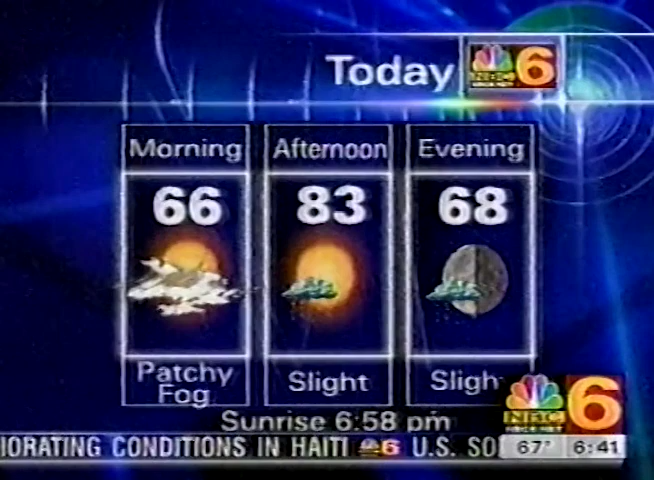 Today
NBC 6
Morning
Afternoon
Evening
66
83
68
Patchy
Fog
Slight
Sligh
Sunrise 6:58 pm
NBC 6
IORATING CONDITIONS IN HAITI 6 U.S. SO
67° 6:41